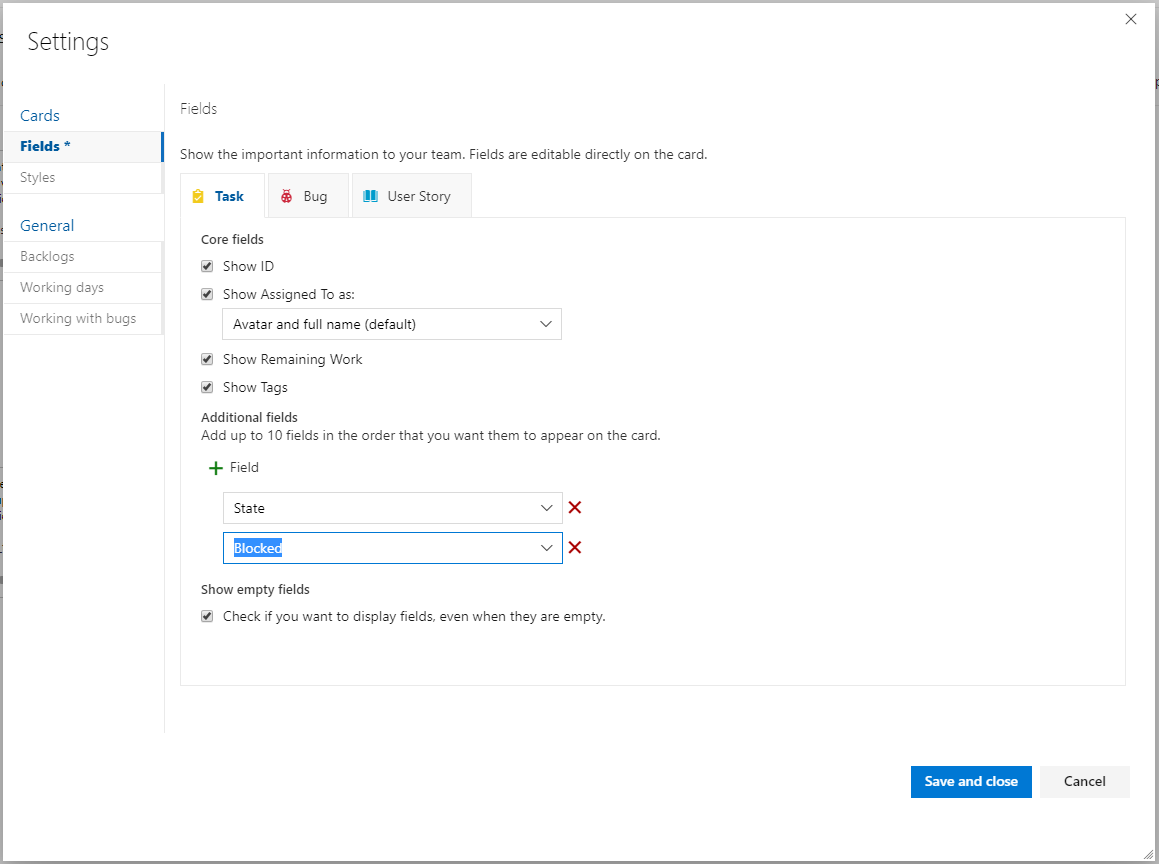 Settings
Cards
Fields *
Styles
General
Backlogs
Working days
Working with bugs
Fields
Show the important information to your team. Fields are editable directly on the card.
Task
Bug
User Story
Core fields
Show ID
Show Assigned To as:
Avatar and full name (default)
Show Remaining Work
Show Tags
Additional fields
Add up to 10 fields in the order that you want them to appear on the card.
Field
State
Blocked
Show empty fields
Check if you want to display fields, even when they are empty.
Save and close
Cancel